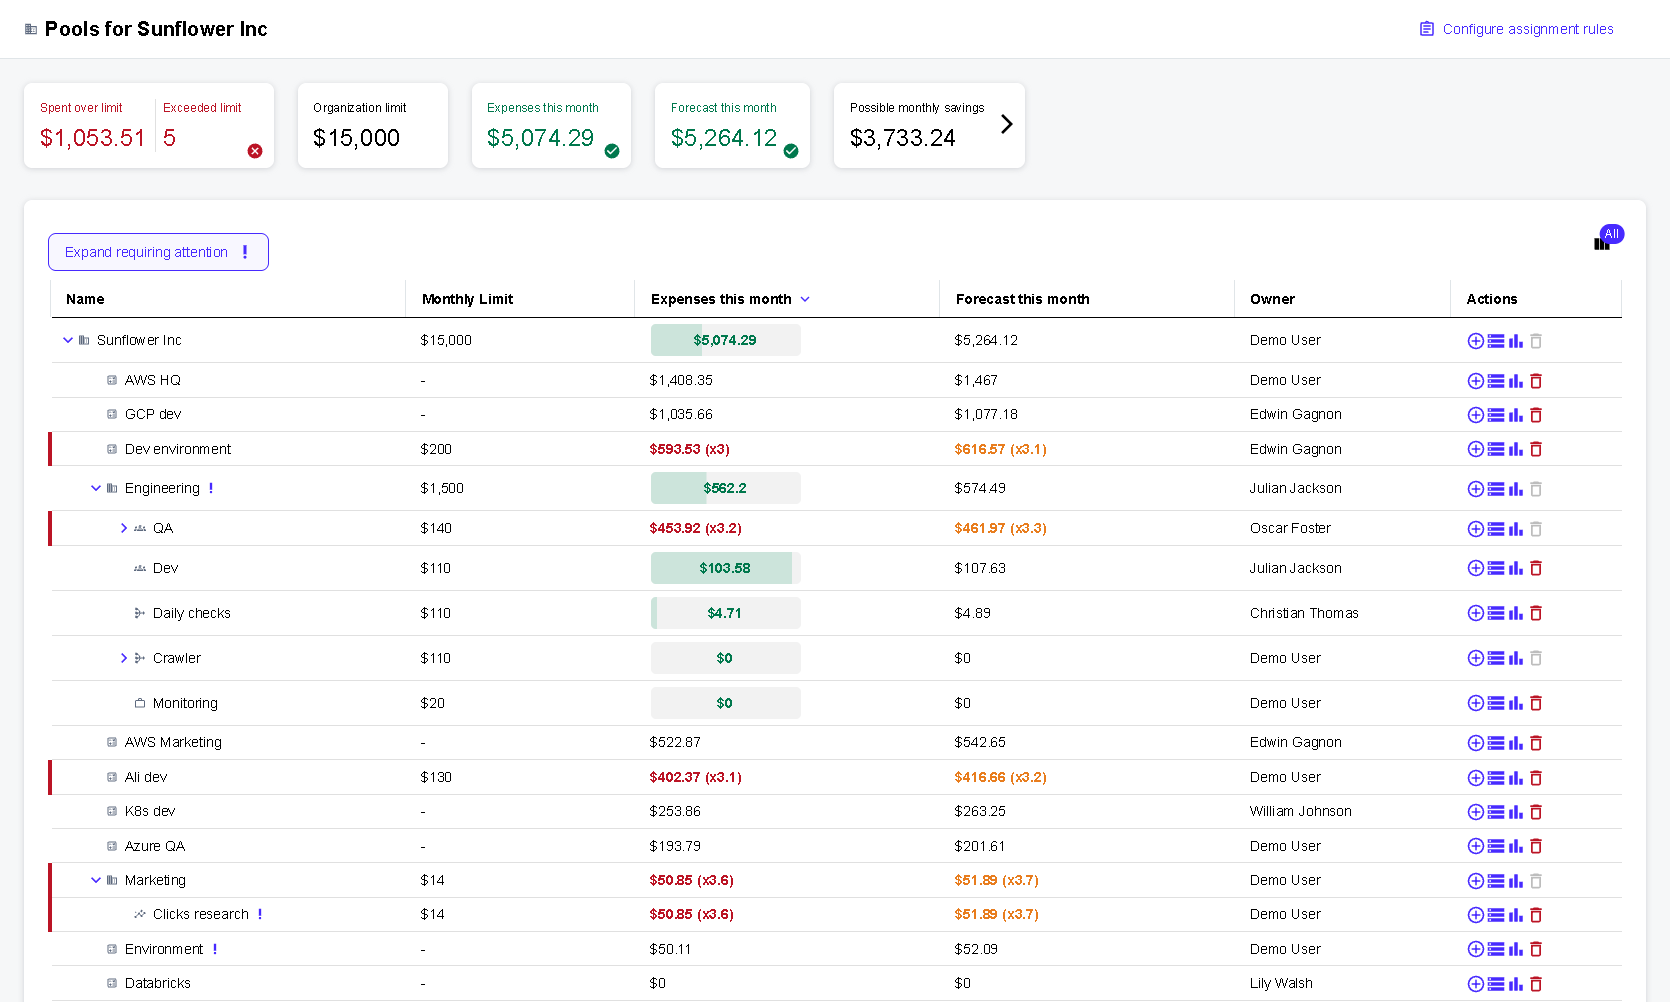 Pools for Sunflower Inc
Configure assignment rules
Spent over limit
$1,053.51
Exceeded limit
5
Organization limit
$15,000
Expenses this month
$5,074.29
Forecast this month
$5,264.12
Possible monthly savings
$3,733.24
Expand requiring attention !
All
Name Monthly Limit Expenses this month Forecast this month Owner Actions
Sunflower Inc $15,000 $5,074.29 $5,264.12 Demo User
AWS HQ - $1,408.35 $1,467 Demo User
GCP dev - $1,035.66 $1,077.18 Edwin Gagnon
Dev environment $200 $593.53 (x3) $616.57 (x3.1) Edwin Gagnon
Engineering ! $1,500 $562.2 $574.49 Julian Jackson
QA $140 $453.92 (x3.2) $461.97 (x3.3) Oscar Foster
Dev $110 $103.58 $107.63 Julian Jackson
Daily checks $110 $4.71 $4.89 Christian Thomas
Crawler $110 $0 $0 Demo User
Monitoring $20 $0 $0 Demo User
AWS Marketing - $522.87 $542.65 Edwin Gagnon
Ali dev $130 $402.37 (x3.1) $416.66 (x3.2) Demo User
K8s dev - $253.86 $263.25 William Johnson
Azure QA - $193.79 $201.61 Demo User
Marketing $14 $50.85 (x3.6) $51.89 (x3.7) Demo User
Clicks research ! $14 $50.85 (x3.6) $51.89 (x3.7) Demo User
Environment ! - $50.11 $52.09 Demo User
Databricks - $0 $0 Lily Walsh